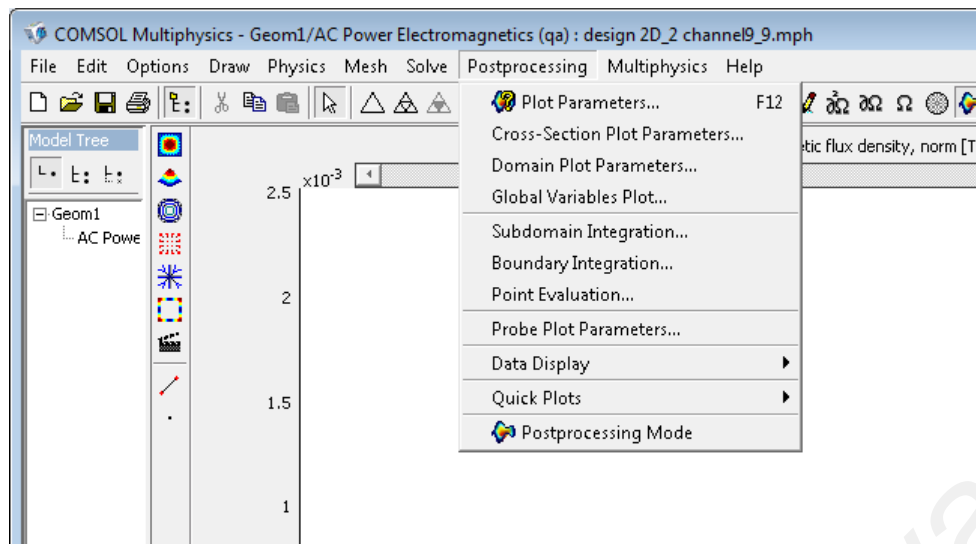 COMSOL Multiphysics - Geom1/AC Power Electromagnetics (qa) : design 2D_2 channel9_9.mph
File Edit Options Draw Physics Mesh Solve Postprocessing Multiphysics Help
Plot Parameters... F12
Cross-Section Plot Parameters...
Model Tree
etic flux density, norm [T
Domain Plot Parameters...
×10-3
2.5
Global Variables Plot...
Geom1
Subdomain Integration...
AC Powe
Boundary Integration...
2
Point Evaluation...
Probe Plot Parameters...
Data Display
Quick Plots
1.5
Postprocessing Mode
1